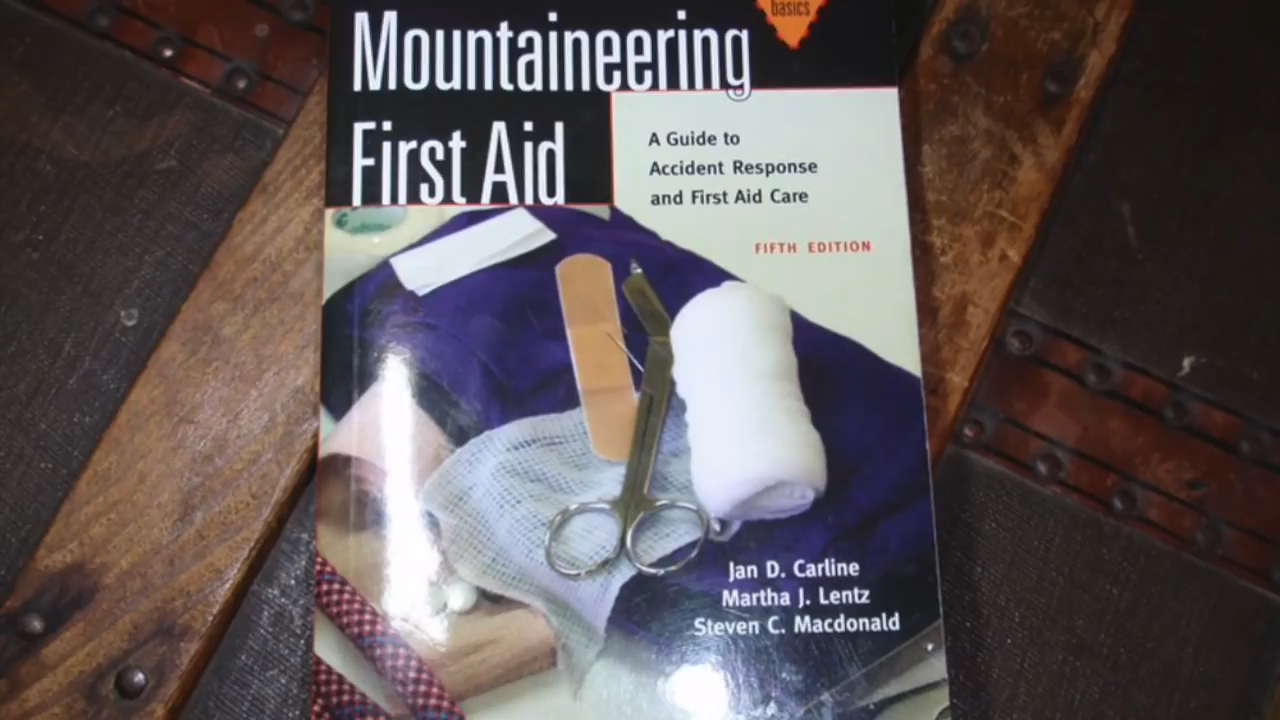 basics
Mountaineering
First Aid
A Guide to
Accident Response
and First Aid Care
FIFTH EDITION
Jan D. Carline
Martha J. Lentz
Steven C. Macdonald